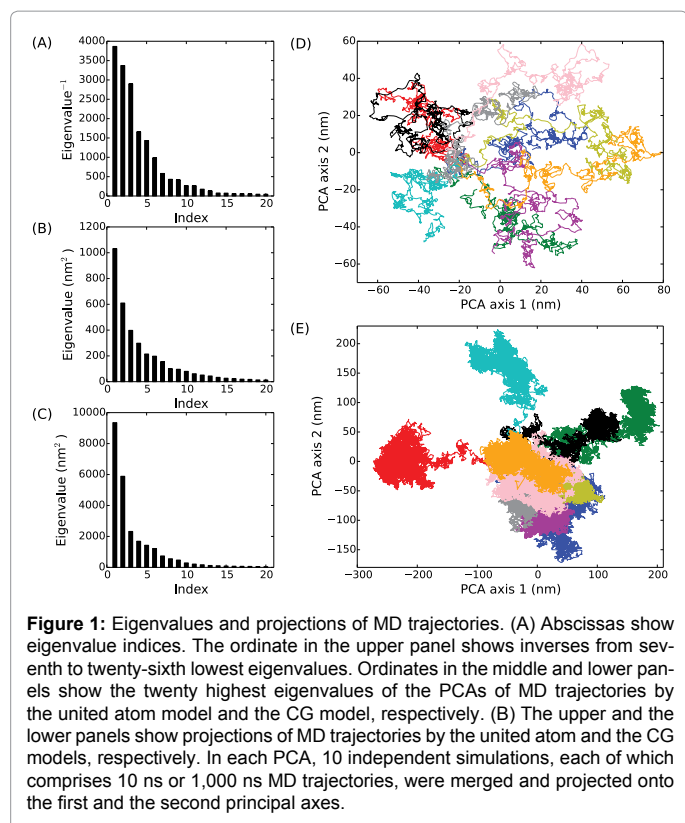 (A)
4000
3500
3000
2500
2000
1500
1000
500
0
Eigenvalue⁻¹
0 5 10 15 20
Index
(B)
1200
1000
800
600
400
200
0
Eigenvalue (nm²)
0 5 10 15 20
Index
(C)
10000
8000
6000
4000
2000
0
Eigenvalue (nm²)
0 5 10 15 20
Index
(D)
60
40
20
0
−20
−40
−60
PCA axis 2 (nm)
−60 −40 −20 0 20 40 60 80
PCA axis 1 (nm)
(E)
200
150
100
50
0
−50
−100
−150
PCA axis 2 (nm)
−300 −200 −100 0 100 200
PCA axis 1 (nm)
Figure 1: Eigenvalues and projections of MD trajectories. (A) Abscissas show
eigenvalue indices. The ordinate in the upper panel shows inverses from sev-
enth to twenty-sixth lowest eigenvalues. Ordinates in the middle and lower pan-
els show the twenty highest eigenvalues of the PCAs of MD trajectories by
the united atom model and the CG model, respectively. (B) The upper and the
lower panels show projections of MD trajectories by the united atom and the CG
models, respectively. In each PCA, 10 independent simulations, each of which
comprises 10 ns or 1,000 ns MD trajectories, were merged and projected onto
the first and the second principal axes.